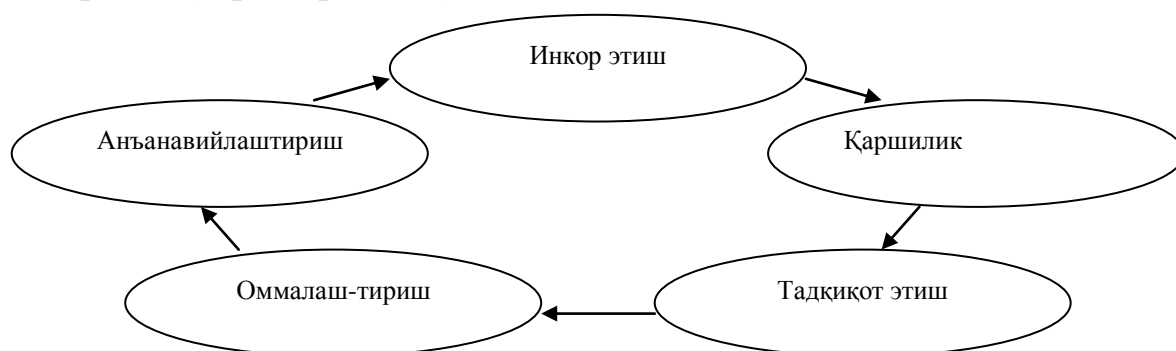 Инкор этиш
Анъанавийлаштириш
Қаршилик
Оммалаш-тириш
Тадқиқот этиш